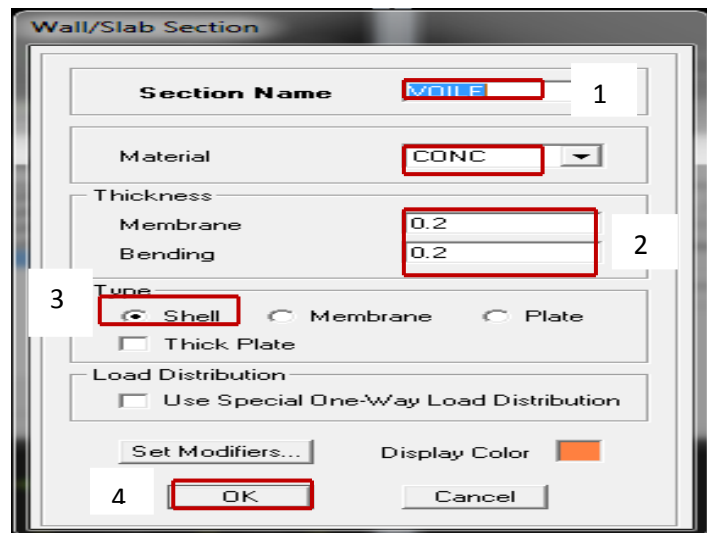 Wall/Slab Section
Section Name VOILE 1
Material CONC
Thickness
Membrane 0.2
Bending 0.2
2
3
Type
Shell Membrane Plate
Thick Plate
Load Distribution
Use Special One-Way Load Distribution
Set Modifiers... Display Color
4 OK Cancel